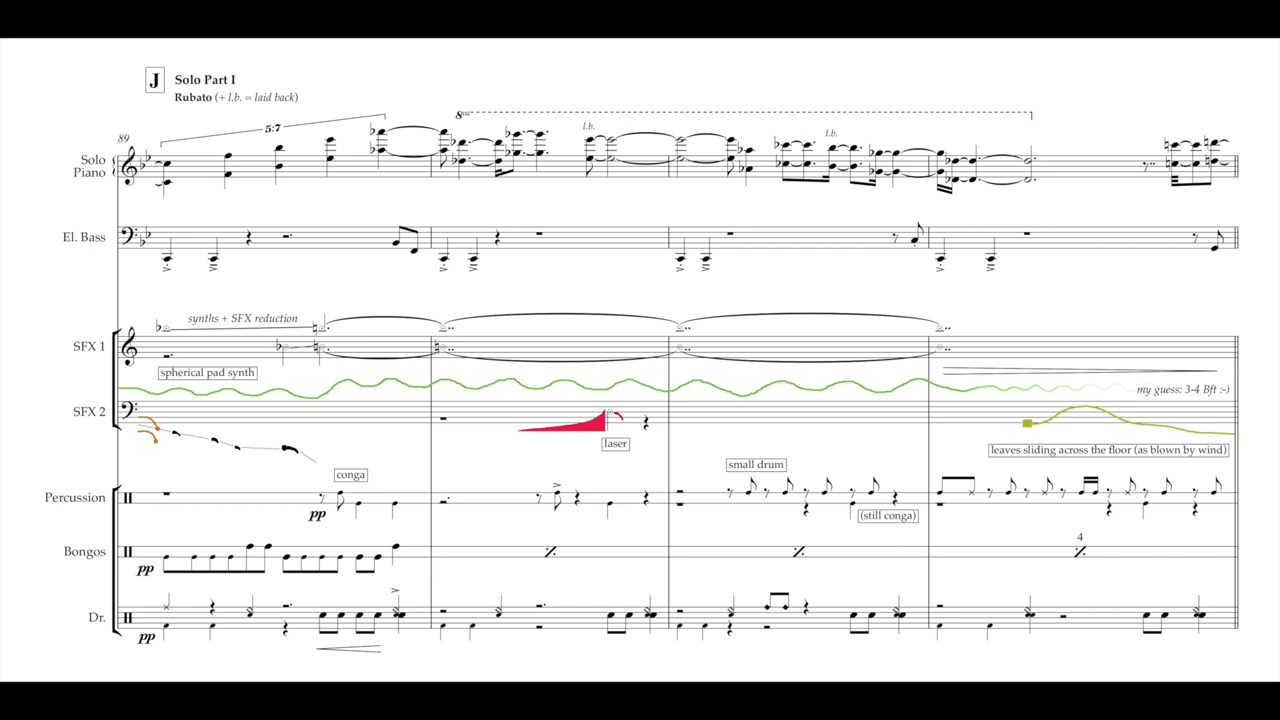 J Solo Part I
Rubato (+ l.b. = laid back)
5:7
8va
89
l.b.
l.b.
Solo
Piano
El. Bass
synths + SFX reduction
SFX 1
spherical pad synth
my guess: 3-4 Bft :-)
SFX 2
laser
leaves sliding across the floor (as blown by wind)
small drum
conga
Percussion
pp
(still conga)
4
Bongos
pp
Dr.
pp